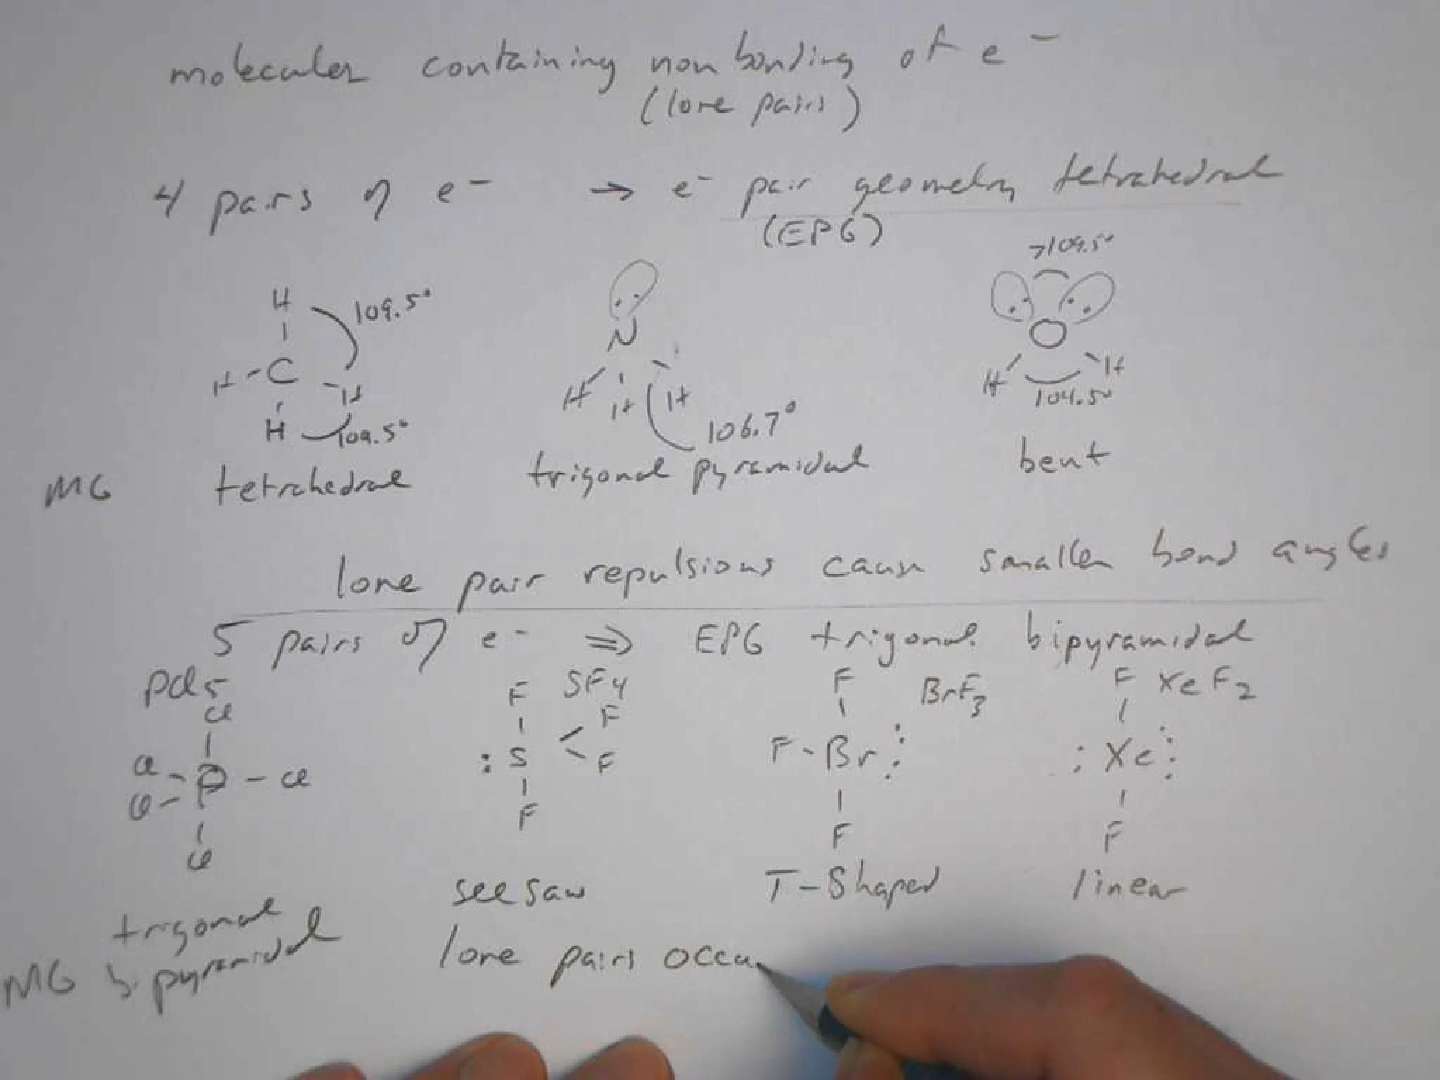 molecules containing nonbonding of e⁻
(lone pairs)
4 pairs of e⁻ → e⁻ pair geometry tetrahedral
(EPG)
H 109.5°
H - C - H
H 109.5°
N
H H H 106.7°
>109.5°
O
H H
104.5°
MG tetrahedral trigonal pyramidal bent
lone pair repulsions cause smaller bond angles
5 pairs of e⁻ ⇒ EPG trigonal bipyramidal
PCl5 SF4 BrF3 XeF2
Cl
Cl - P - Cl
Cl
Cl
F
: S < F
F
F
F
F - Br :
:
F
F
: Xe :
:
F
trigonal
MG bipyramidal
see saw T-Shaped linear
lone pairs occu